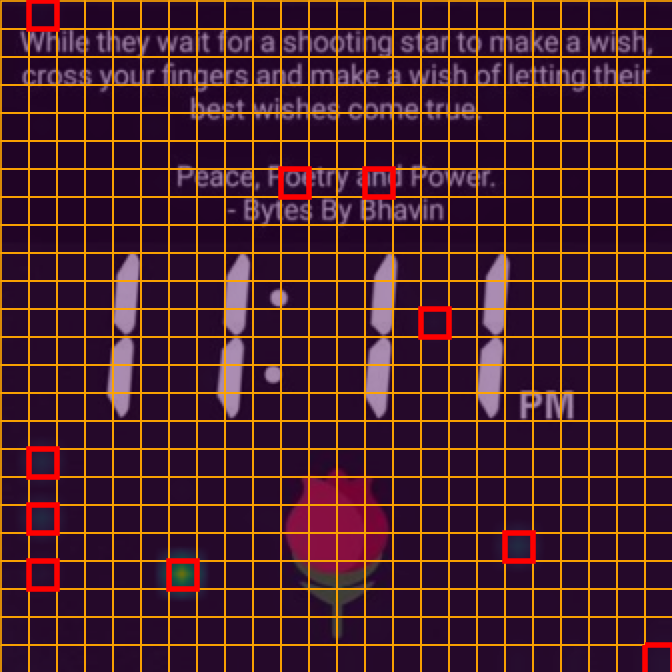 While they wait for a shooting star to make a wish,
cross your fingers and make a wish of letting their
best wishes come true.
Peace, Poetry and Power.
- Bytes By Bhavin
11:11 PM